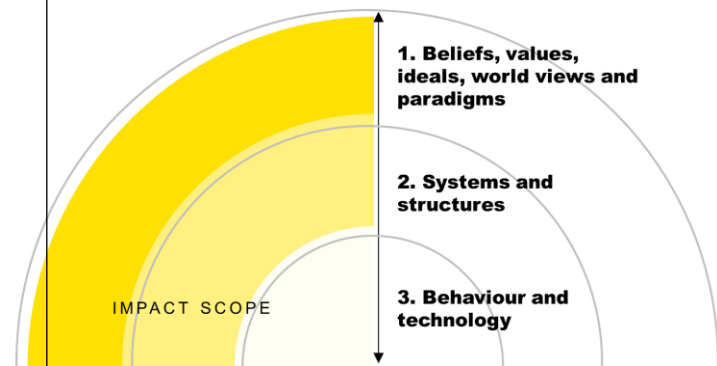 1. Beliefs, values,
ideals, world views and
paradigms
2. Systems and
structures
IMPACT SCOPE
3. Behaviour and
technology